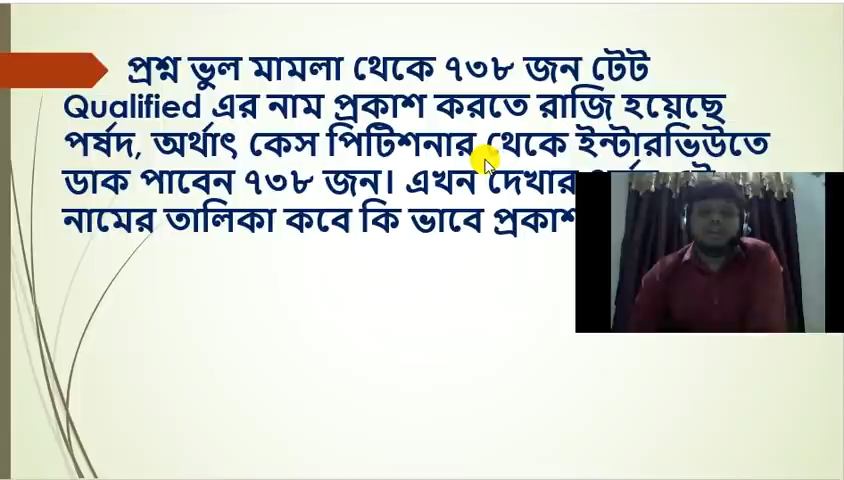 প্রশ্ন ভুল মামলা থেকে ৭৩৮ জন টেট
Qualified এর নাম প্রকাশ করতে রাজি হয়েছে
পর্ষদ, অর্থাৎ কেস পিটিশনার থেকে ইন্টারভিউতে
ডাক পাবেন ৭৩৮ জন। এখন দেখার
নামের তালিকা কবে কি ভাবে